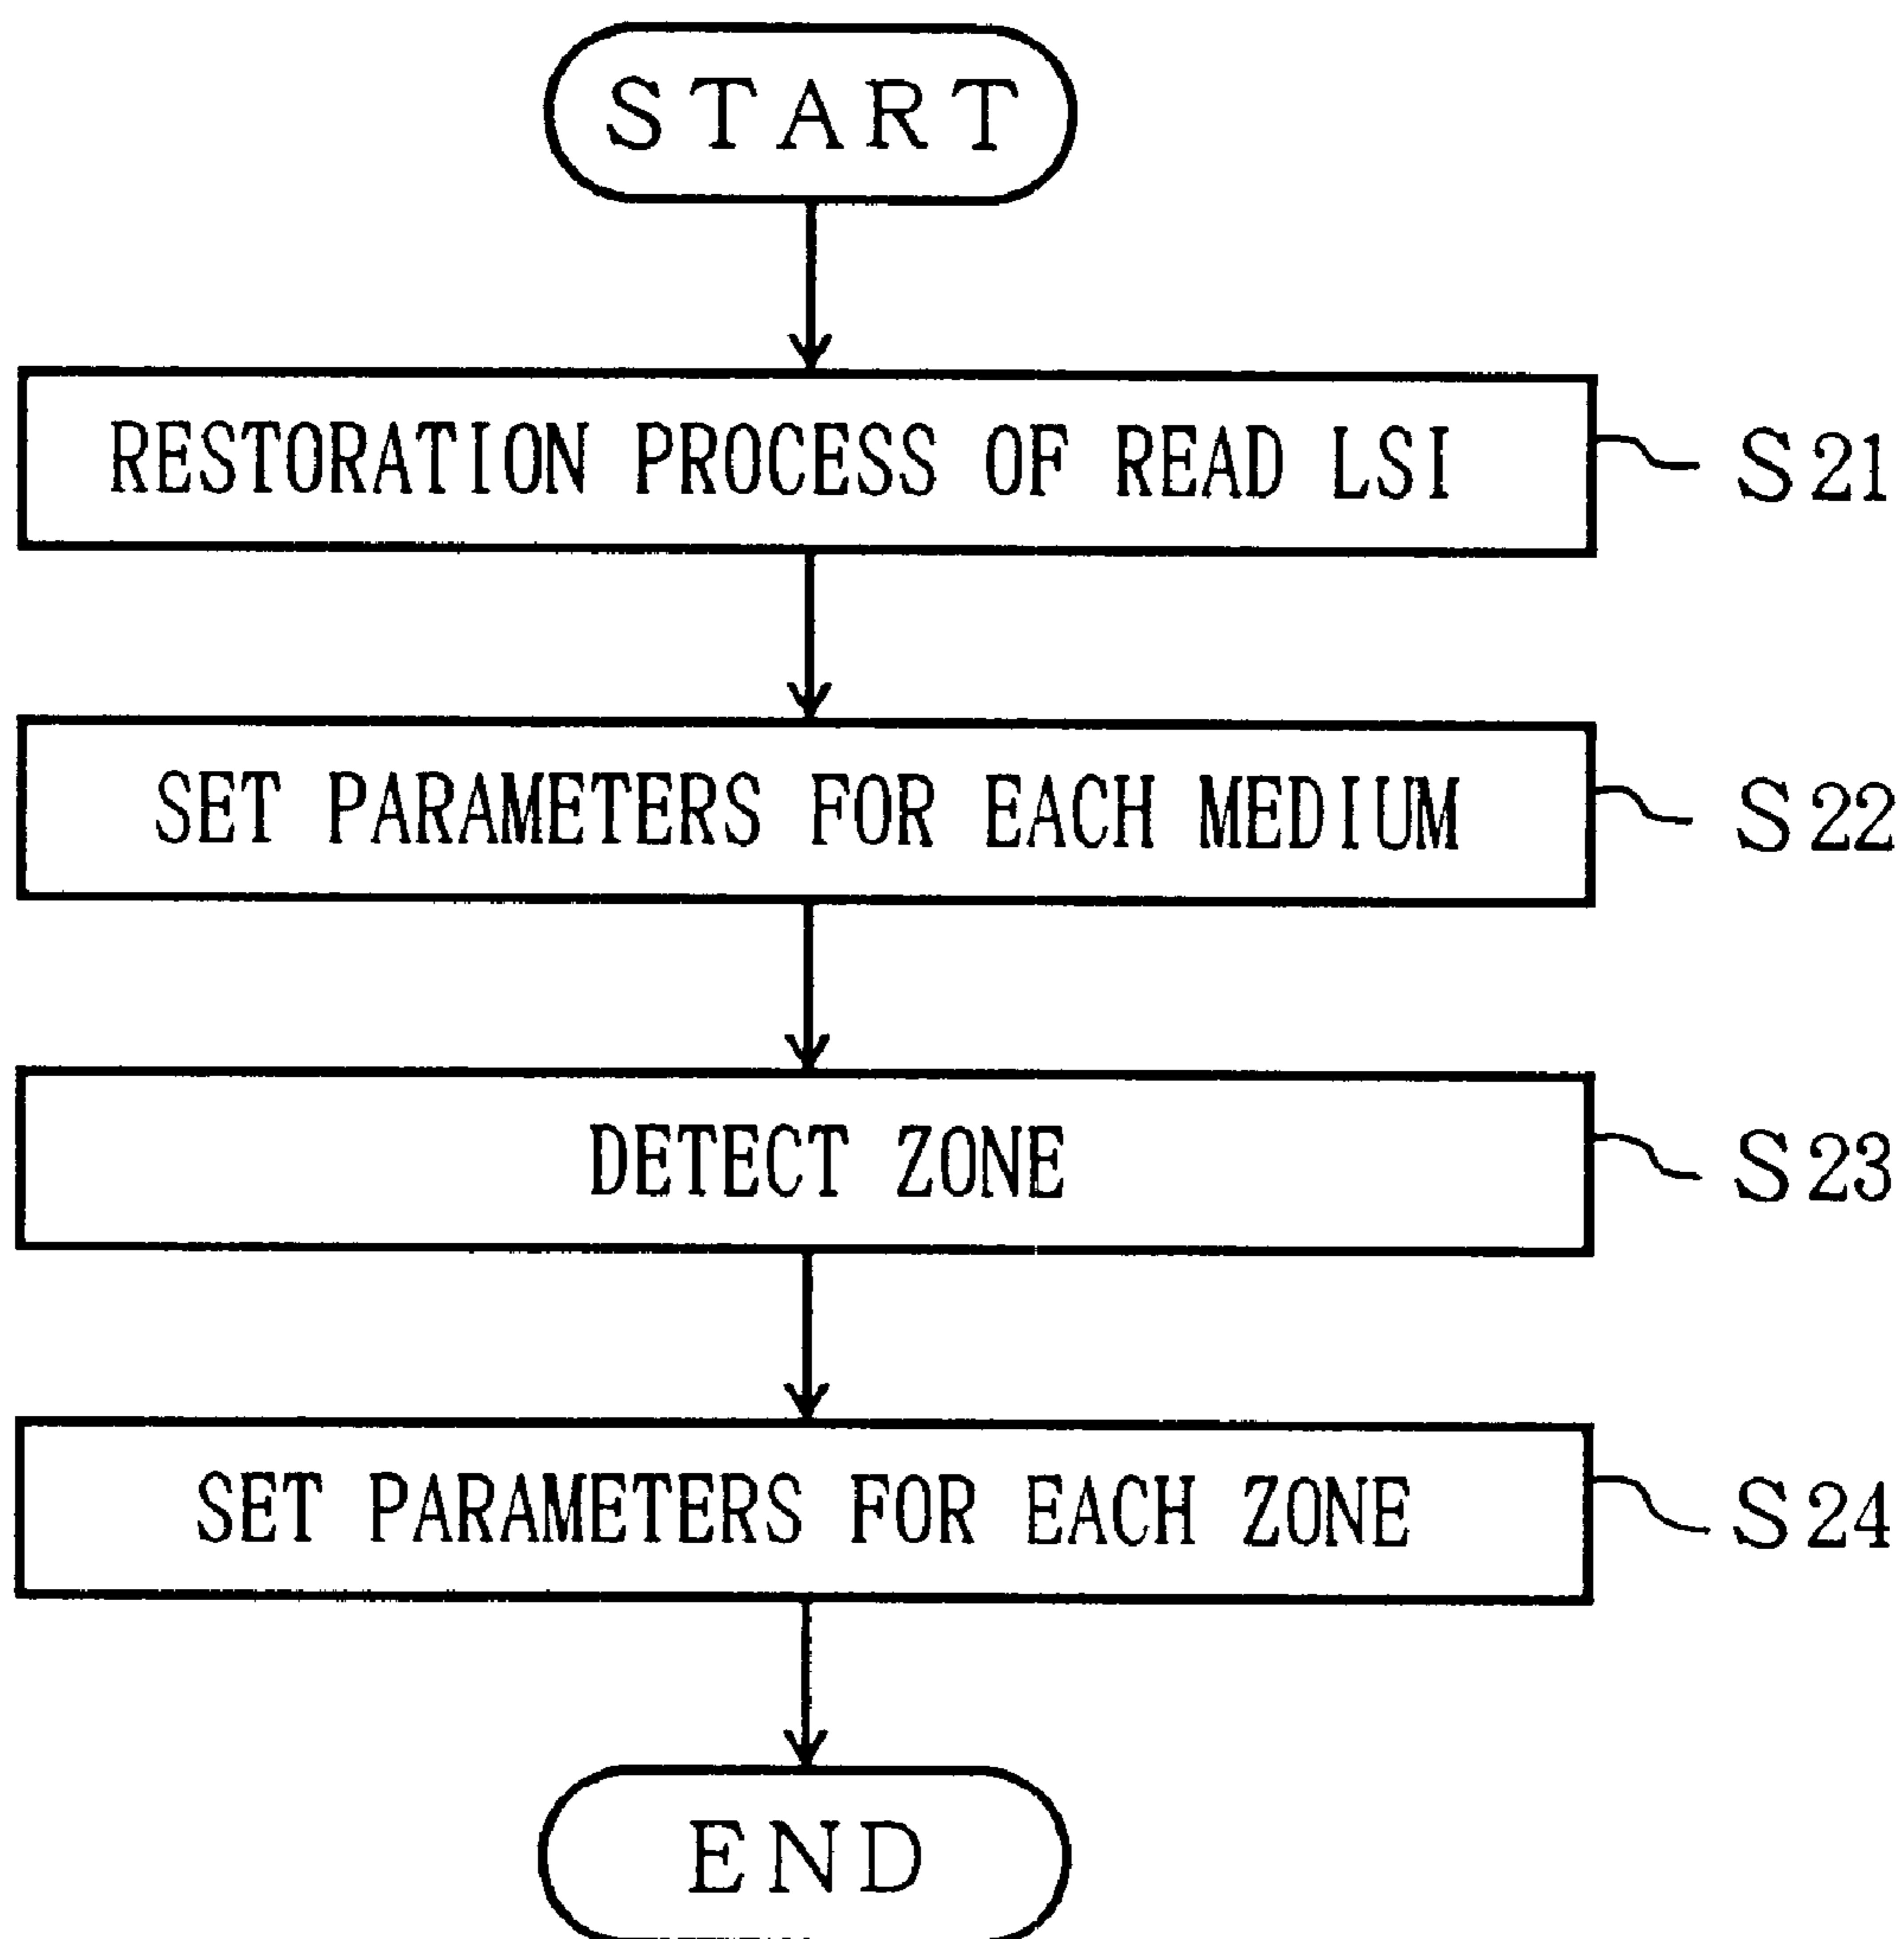 START
RESTORATION PROCESS OF READ LSI S21
SET PARAMETERS FOR EACH MEDIUM S22
DETECT ZONE S23
SET PARAMETERS FOR EACH ZONE S24
END